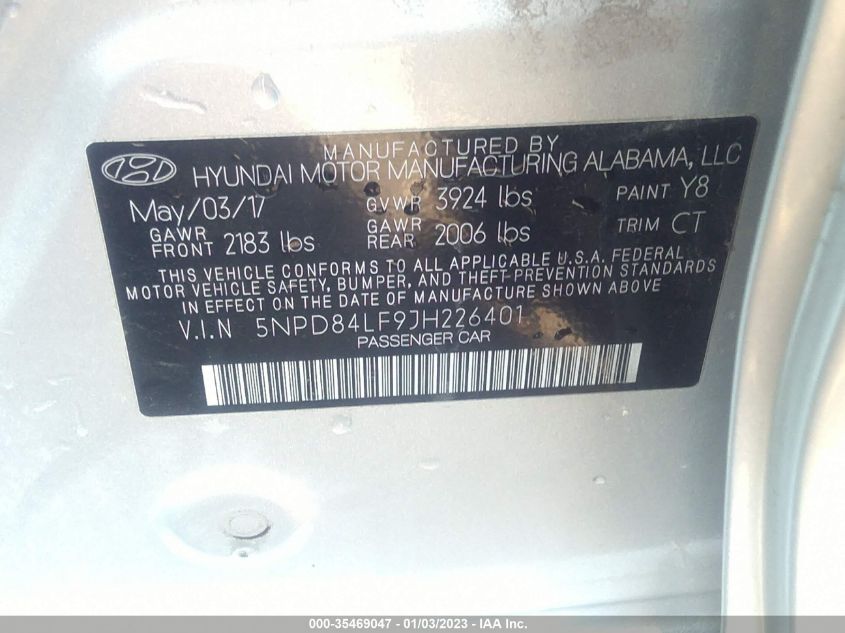 MANUFACTURED BY
HYUNDAI MOTOR MANUFACTURING ALABAMA, LLC
May/03/17 GVWR 3924 lbs PAINT Y8
GAWR FRONT 2183 lbs GAWR REAR 2006 lbs TRIM CT
THIS VEHICLE CONFORMS TO ALL APPLICABLE U.S.A. FEDERAL
MOTOR VEHICLE SAFETY, BUMPER, AND THEFT PREVENTION STANDARDS
IN EFFECT ON THE DATE OF MANUFACTURE SHOWN ABOVE.
V.I.N 5NPD84LF9JH226401
PASSENGER CAR
000-35469047 - 01/03/2023 - IAA Inc.